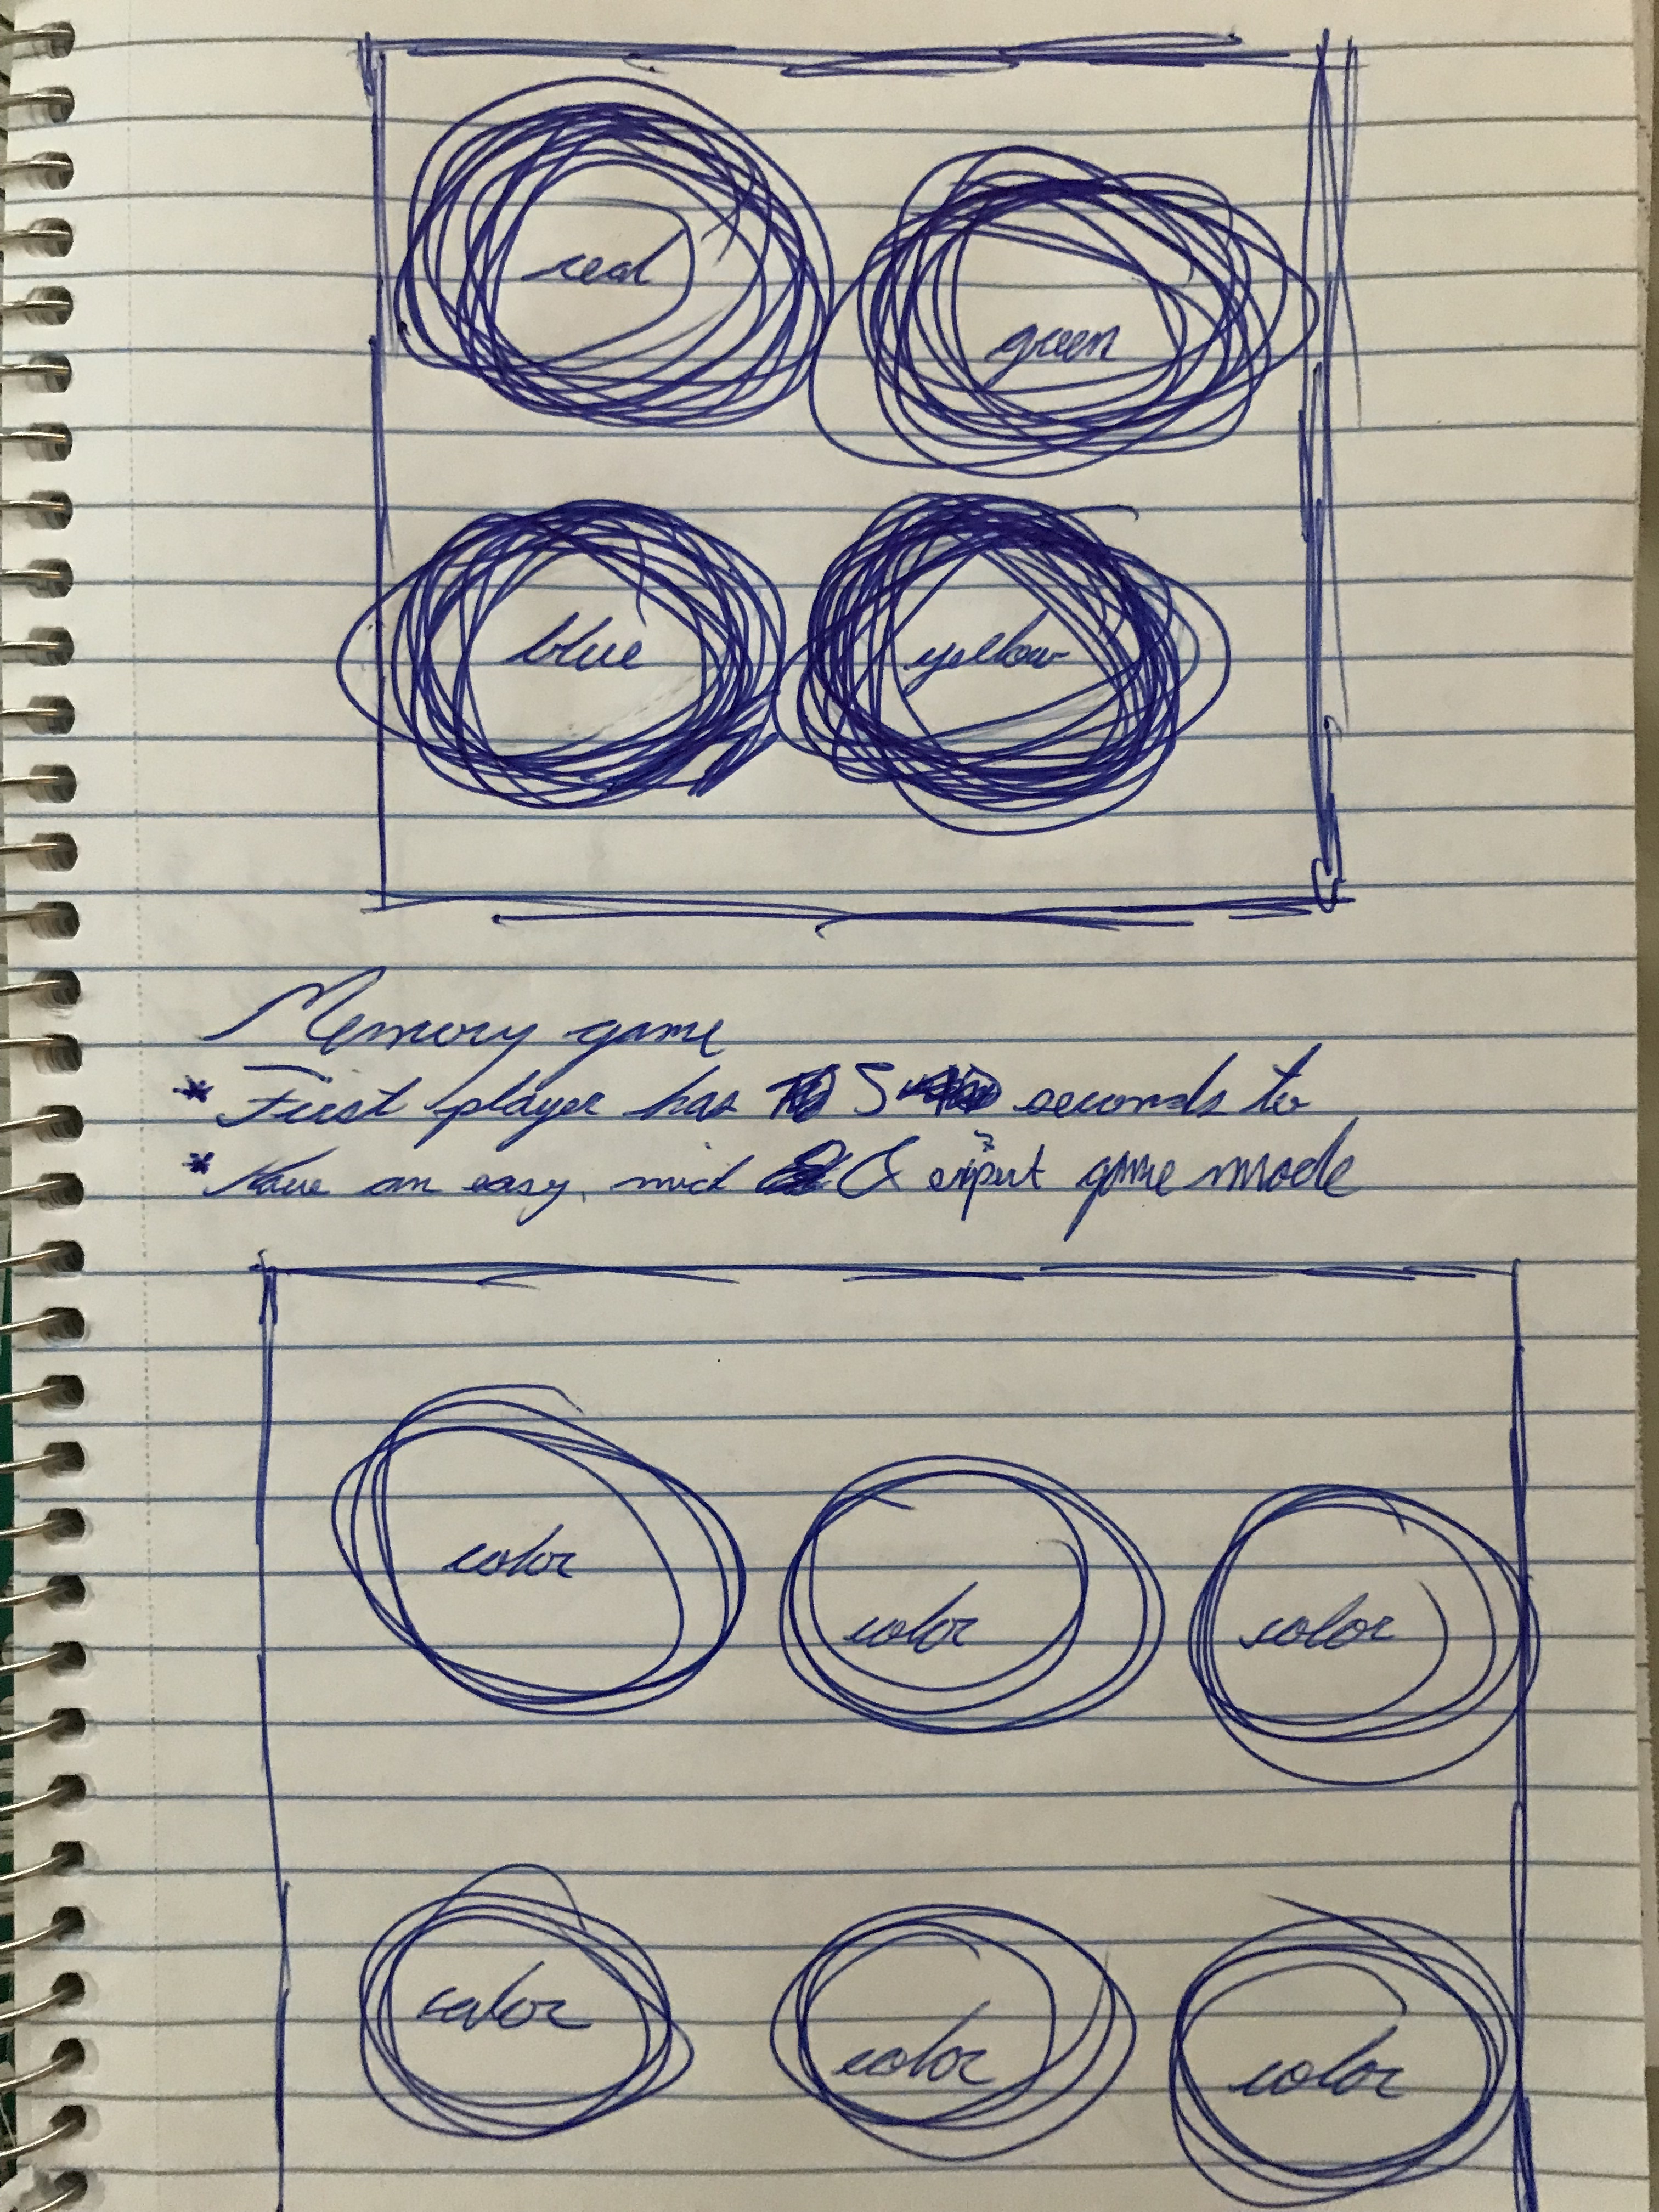 red
green
blue
yellow
Memory game
* First player has 5 seconds to
* Have an easy, mid & expert game mode
color
color
color
color
color
color